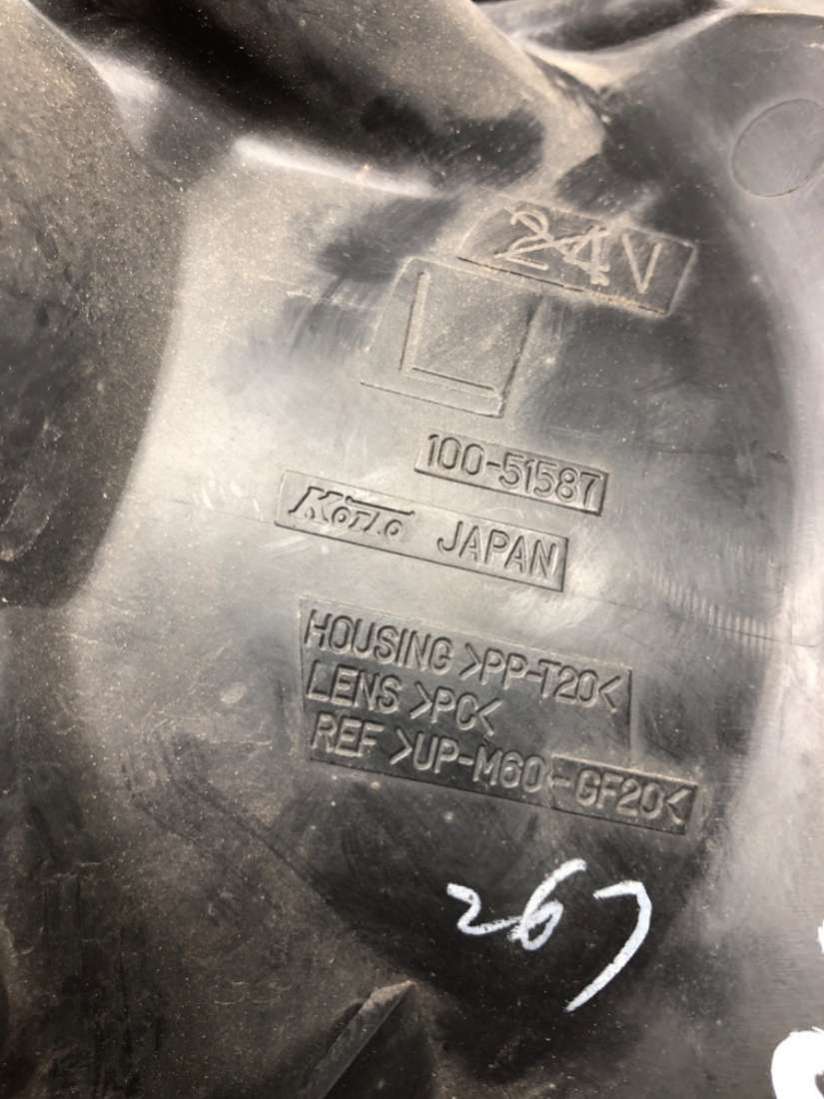 24V
L
100-51587
Koito JAPAN
HOUSING >PP-T20<
LENS >PC<
REF >UP-M60-GF20<
267